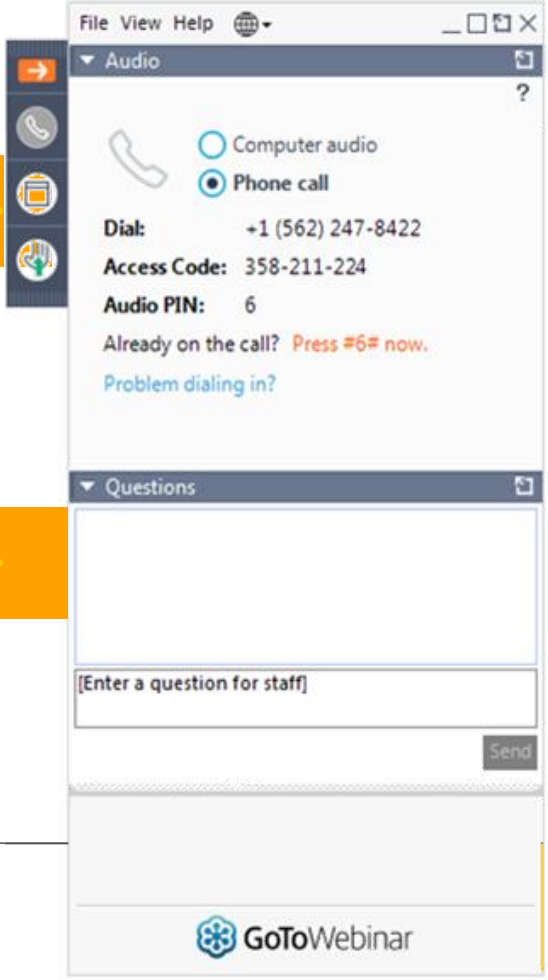 File View Help
Audio
?
Computer audio
Phone call
Dial: +1 (562) 247-8422
Access Code: 358-211-224
Audio PIN: 6
Already on the call? Press #6# now.
Problem dialing in?
Questions
[Enter a question for staff]
Send
GoToWebinar